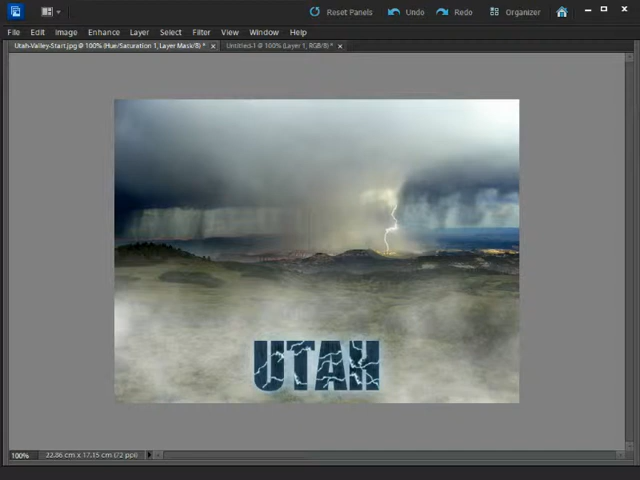 Reset Panels Undo Redo Organizer
File Edit Image Enhance Layer Select Filter View Window Help
Utah-Valley-Start.jpg @ 100% (Hue/Saturation 1, Layer Mask/8) * Untitled-1 @ 100% (Layer 1, RGB/8) *
UTAH
100% 22.86 cm x 17.15 cm (72 ppi)